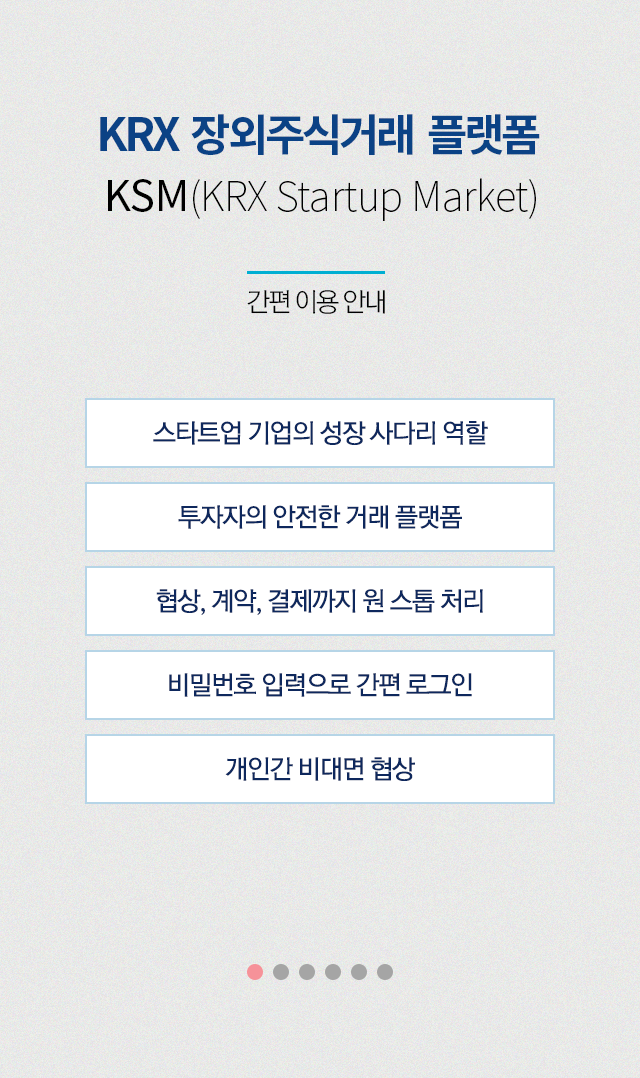 KRX 장외주식거래 플랫폼
KSM(KRX Startup Market)
간편 이용 안내
스타트업 기업의 성장 사다리 역할
투자자의 안전한 거래 플랫폼
협상, 계약, 결제까지 원 스톱 처리
비밀번호 입력으로 간편 로그인
개인간 비대면 협상